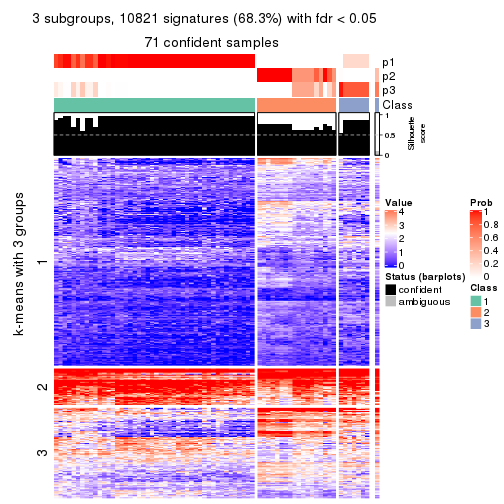 3 subgroups, 10821 signatures (68.3%) with fdr < 0.05
71 confident samples
p1
p2
p3
Class
1
0.5
0
Silhouette
score
k-means with 3 groups
1
2
3
Value
4
3
2
1
0
Status (barplots)
confident
ambiguous
Prob
1
0.8
0.6
0.4
0.2
0
Class
1
2
3